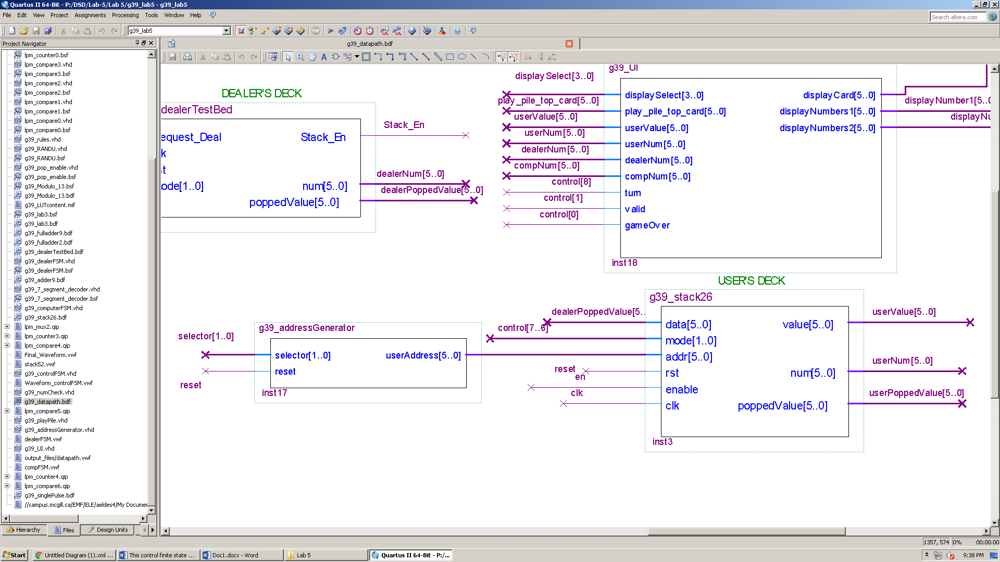 Quartus II 64-Bit - P:/DSD/Lab-5/Lab 5/g39_lab5 - g39_lab5
File Edit View Project Assignments Processing Tools Window Help
Search altera.com
g39_lab5
Project Navigator
g39_datapath.bdf
lpm_counter0.bsf
lpm_compare3.vhd
lpm_compare3.bsf
lpm_compare2.vhd
lpm_compare2.bsf
lpm_compare1.vhd
lpm_compare1.bsf
lpm_compare0.vhd
lpm_compare0.bsf
g39_rules.vhd
g39_RANDU.vhd
g39_RANDU.bsf
g39_pop_enable.vhd
g39_pop_enable.bsf
g39_Modulo_13.bsf
g39_Modulo_13.bdf
g39_LUTcontent.mif
g39_lab3.bsf
g39_lab3.bdf
g39_fulladder9.bdf
g39_fulladder2.bdf
g39_dealerTestBed.bdf
g39_dealerFSM.vhd
g39_dealerFSM.bsf
g39_adder9.bdf
g39_7_segment_decoder.vhd
g39_7_segment_decoder.bsf
g39_computerFSM.vhd
g39_stack26.bdf
lpm_mux2.qip
lpm_counter3.qip
lpm_compare4.qip
Final_Waveform.vwf
stack52.vwf
g39_controlFSM.vhd
Waveform_controlFSM.vwf
g39_numCheck.vhd
g39_datapath.bdf
lpm_compare5.qip
g39_playPile.vhd
g39_addressGenerator.vhd
dealerFSM.vwf
g39_UI.vhd
output_files/datapath.vwf
compFSM.vwf
lpm_counter4.qip
lpm_compare6.qip
g39_singlePulse.bdf
//campus.mcgill.ca/EMF/ELE/aeldes4/My Documer
Hierarchy Files Design Units
DEALER'S DECK
dealerTestBed
equest_Deal Stack_En
k
st
ode[1..0] num[5..0]
poppedValue[5..0]
Stack_En
dealerNum[5..0]
dealerPoppedValue[5..0]
g39_UI
displaySelect[3..0]
play_pile_top_card[5..0]
userValue[5..0]
userNum[5..0]
dealerNum[5..0]
compNum[5..0]
control[8]
control[1]
control[0]
displaySelect[3..0] displayCard[5..0]
play_pile_top_card[5..0] displayNumbers1[5..0]
userValue[5..0] displayNumbers2[5..0]
userNum[5..0]
dealerNum[5..0]
compNum[5..0]
turn
valid
gameOver
inst18
displayNumber1[5..0
displayNu
USER'S DECK
g39_stack26
dealerPoppedValue[5..
control[7..6]
reset
en
clk
data[5..0] value[5..0]
mode[1..0]
addr[5..0]
rst num[5..0]
enable
clk poppedValue[5..0]
inst3
userValue[5..0]
userNum[5..0]
userPoppedValue[5..0]
selector[1..0]
reset
g39_addressGenerator
selector[1..0] userAddress[5..0]
reset
inst17
1357, 574 0% 00:00:00
Start Untitled Diagram (1).xml ... This control finite state ... Doc1.docx - Word Lab 5 Quartus II 64-Bit - P:/... 9:38 PM